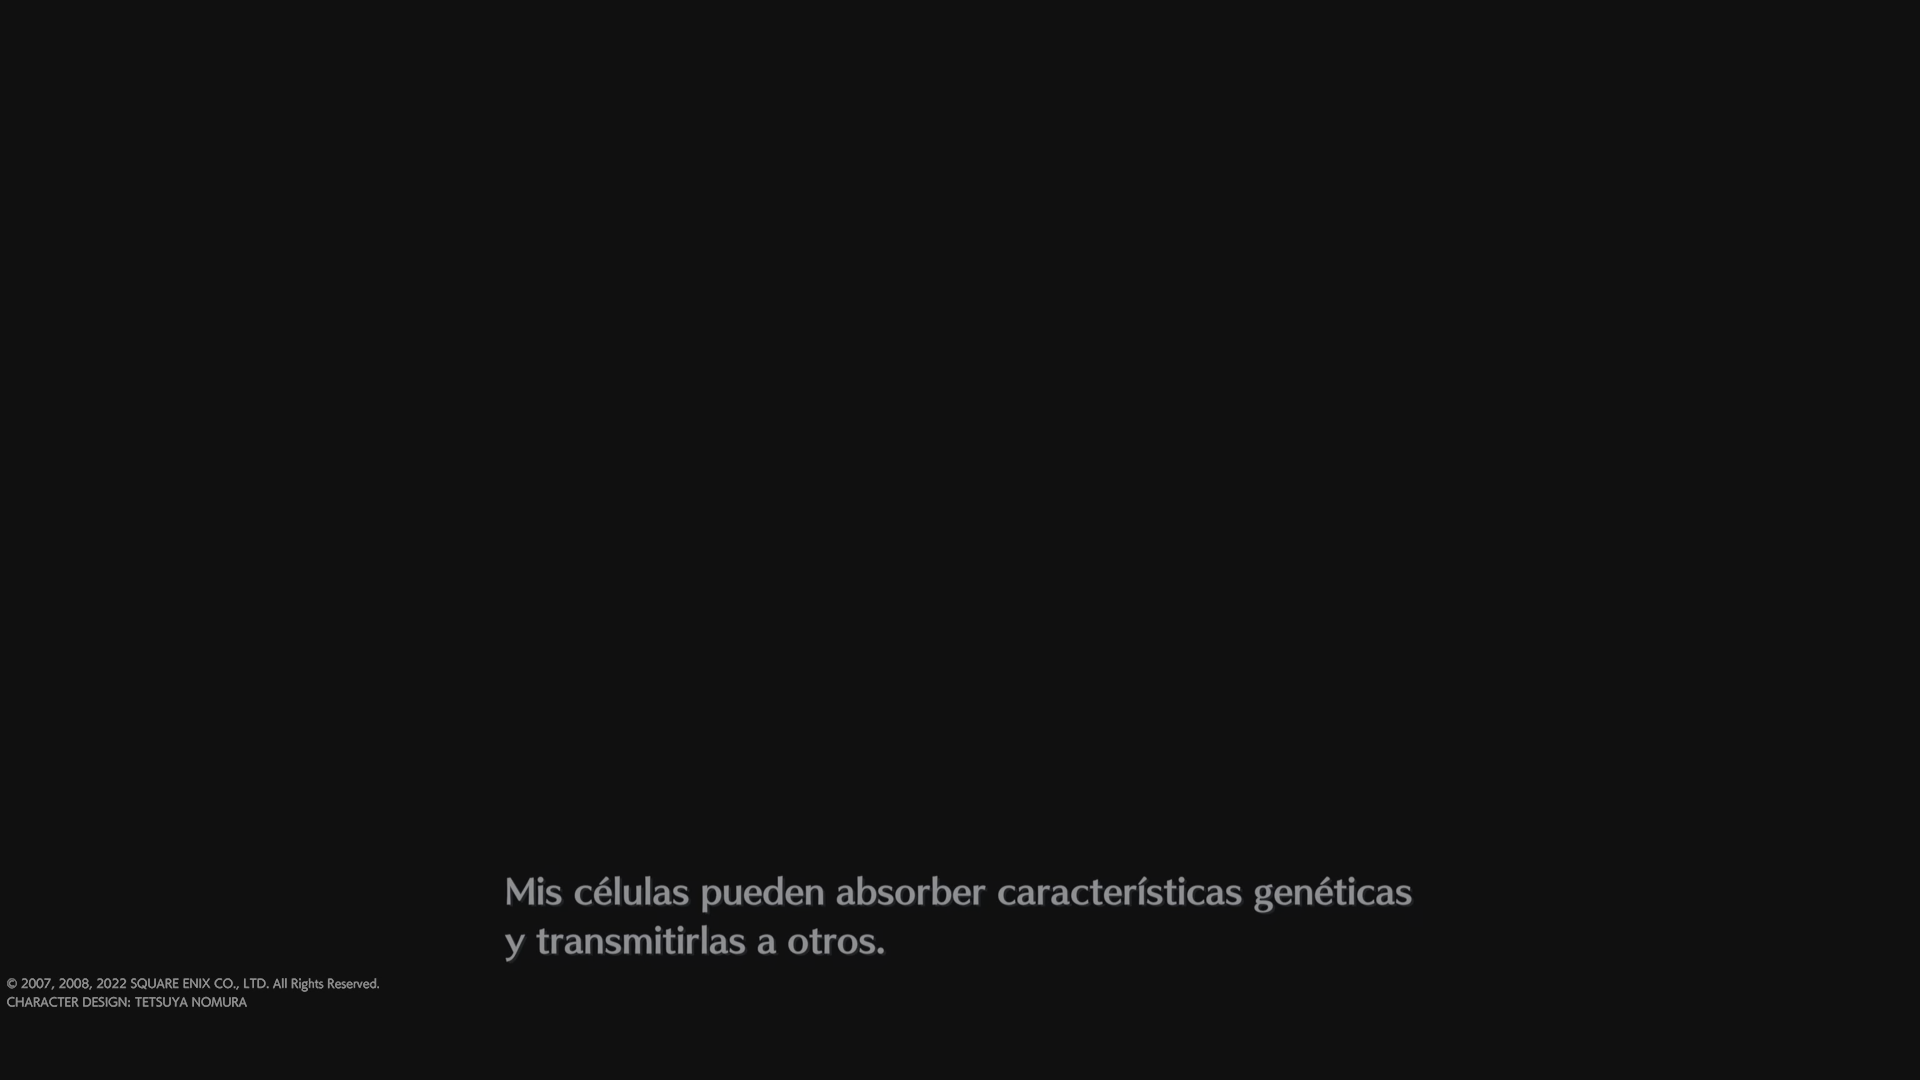 Mis células pueden absorber características genéticas
y transmitirlas a otros.
© 2007, 2008, 2022 SQUARE ENIX CO., LTD. All Rights Reserved.
CHARACTER DESIGN: TETSUYA NOMURA